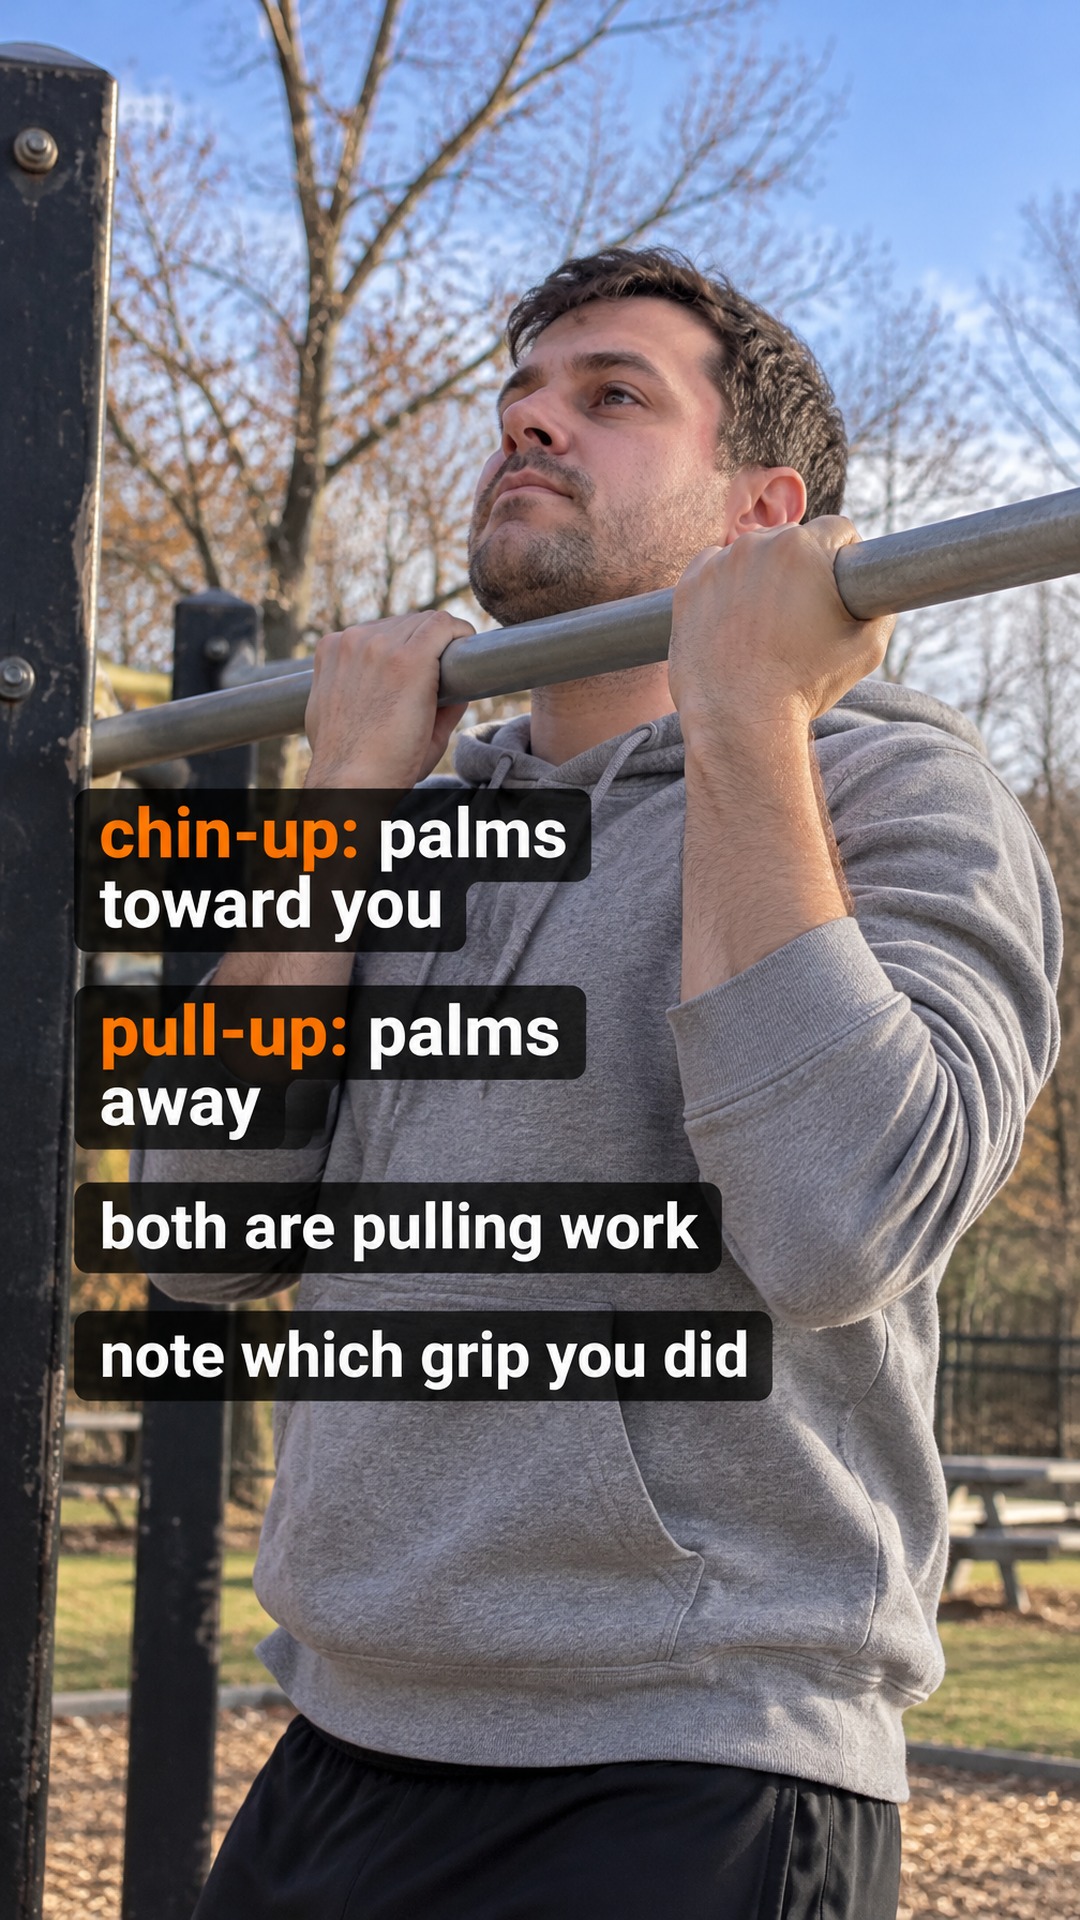 chin-up: palms
toward you
pull-up: palms
away
both are pulling work
note which grip you did